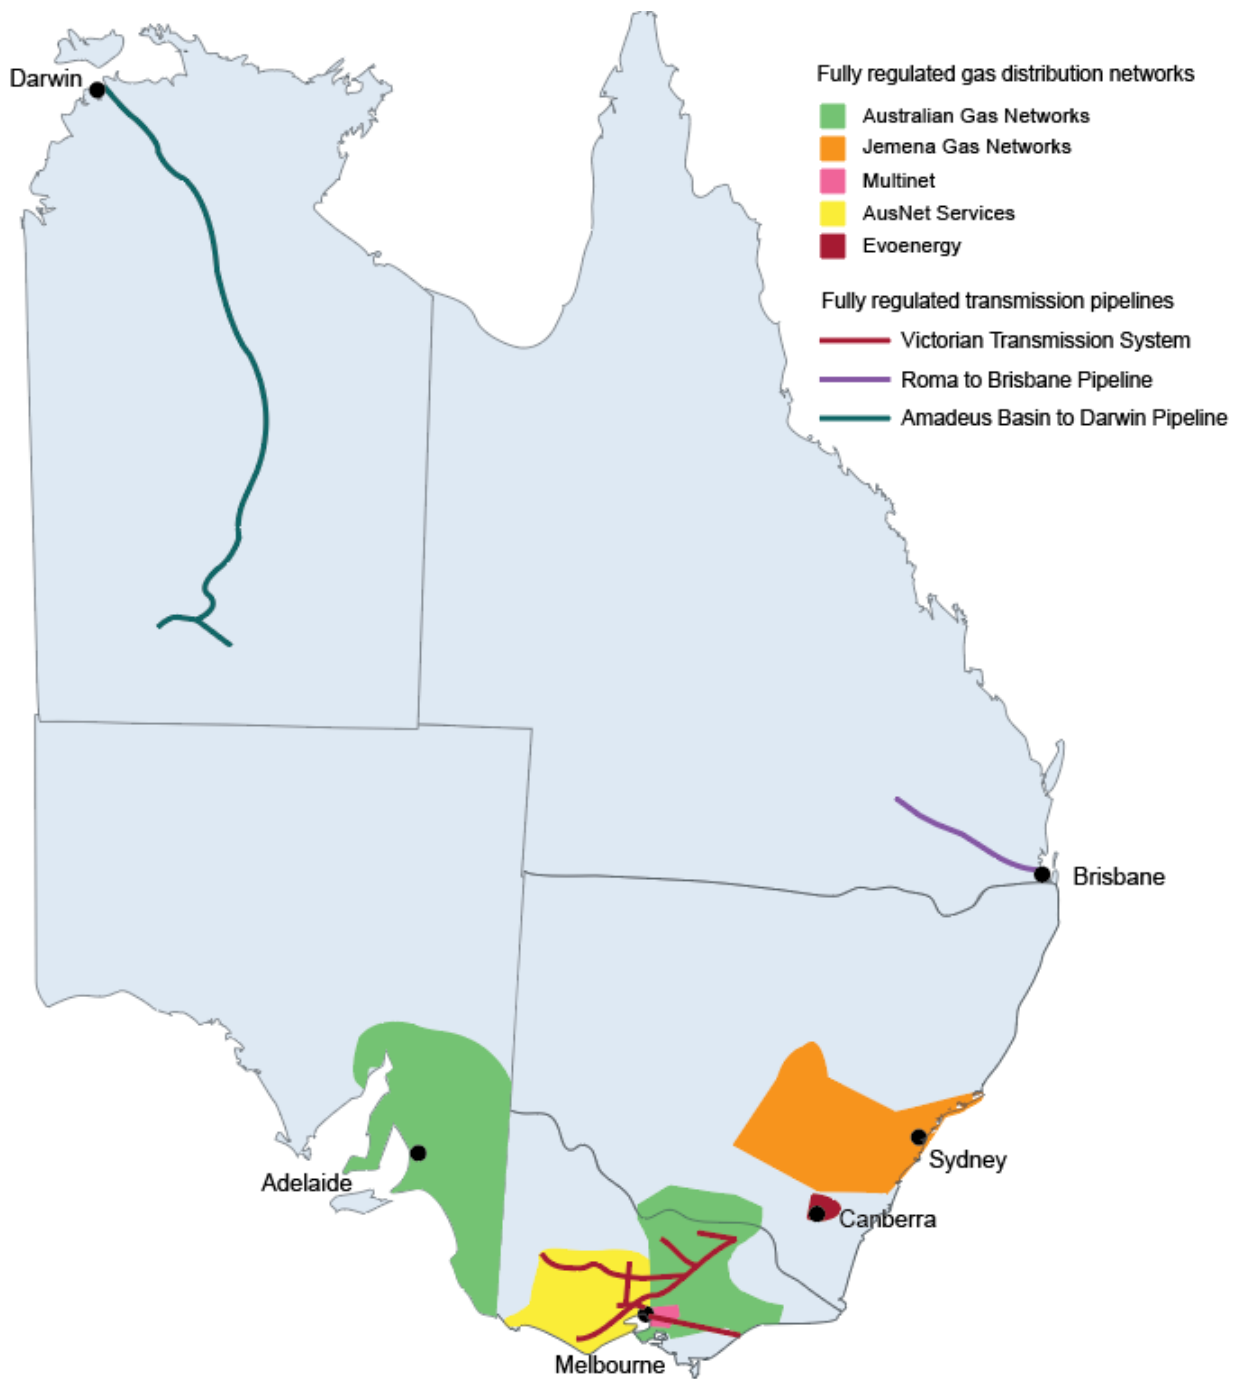 Darwin
Fully regulated gas distribution networks
Australian Gas Networks
Jemena Gas Networks
Multinet
AusNet Services
Evoenergy
Fully regulated transmission pipelines
Victorian Transmission System
Roma to Brisbane Pipeline
Amadeus Basin to Darwin Pipeline
Brisbane
Adelaide
Sydney
Canberra
Melbourne